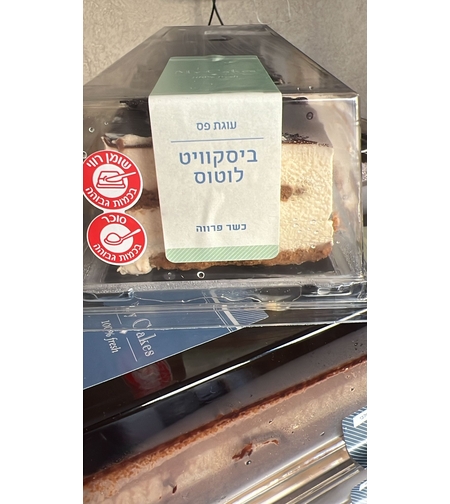 עוגת פס
ביסקוויט
לוטוס
כשר פרווה
שומן רווי
בכמות גבוהה
סוכר
בכמות גבוהה
Cakes
100% fresh